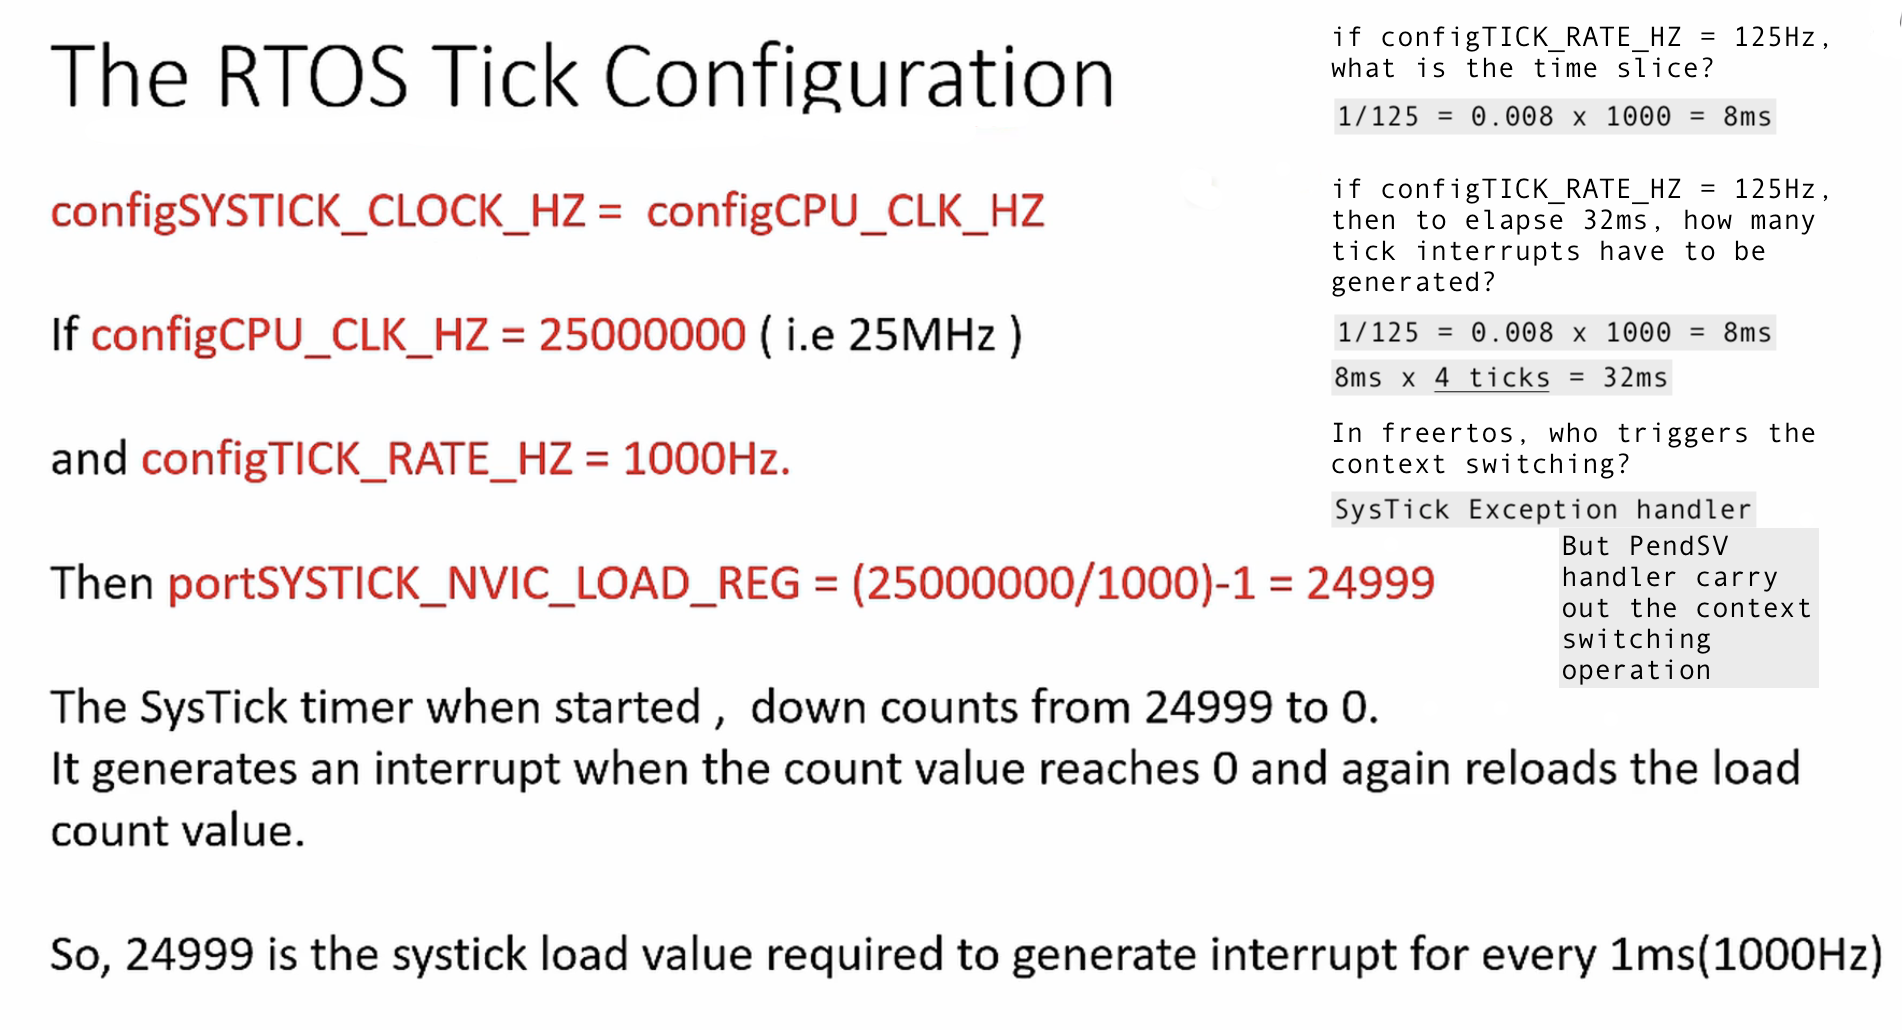 The RTOS Tick Configuration
configSYSTICK_CLOCK_HZ = configCPU_CLK_HZ
If configCPU_CLK_HZ = 25000000 ( i.e 25MHz )
and configTICK_RATE_HZ = 1000Hz.
Then portSYSTICK_NVIC_LOAD_REG = (25000000/1000)-1 = 24999
The SysTick timer when started , down counts from 24999 to 0.
It generates an interrupt when the count value reaches 0 and again reloads the load
count value.
So, 24999 is the systick load value required to generate interrupt for every 1ms(1000Hz)
if configTICK_RATE_HZ = 125Hz,
what is the time slice?
1/125 = 0.008 x 1000 = 8ms
if configTICK_RATE_HZ = 125Hz,
then to elapse 32ms, how many
tick interrupts have to be
generated?
1/125 = 0.008 x 1000 = 8ms
8ms x 4 ticks = 32ms
In freertos, who triggers the
context switching?
SysTick Exception handler
But PendSV
handler carry
out the context
switching
operation